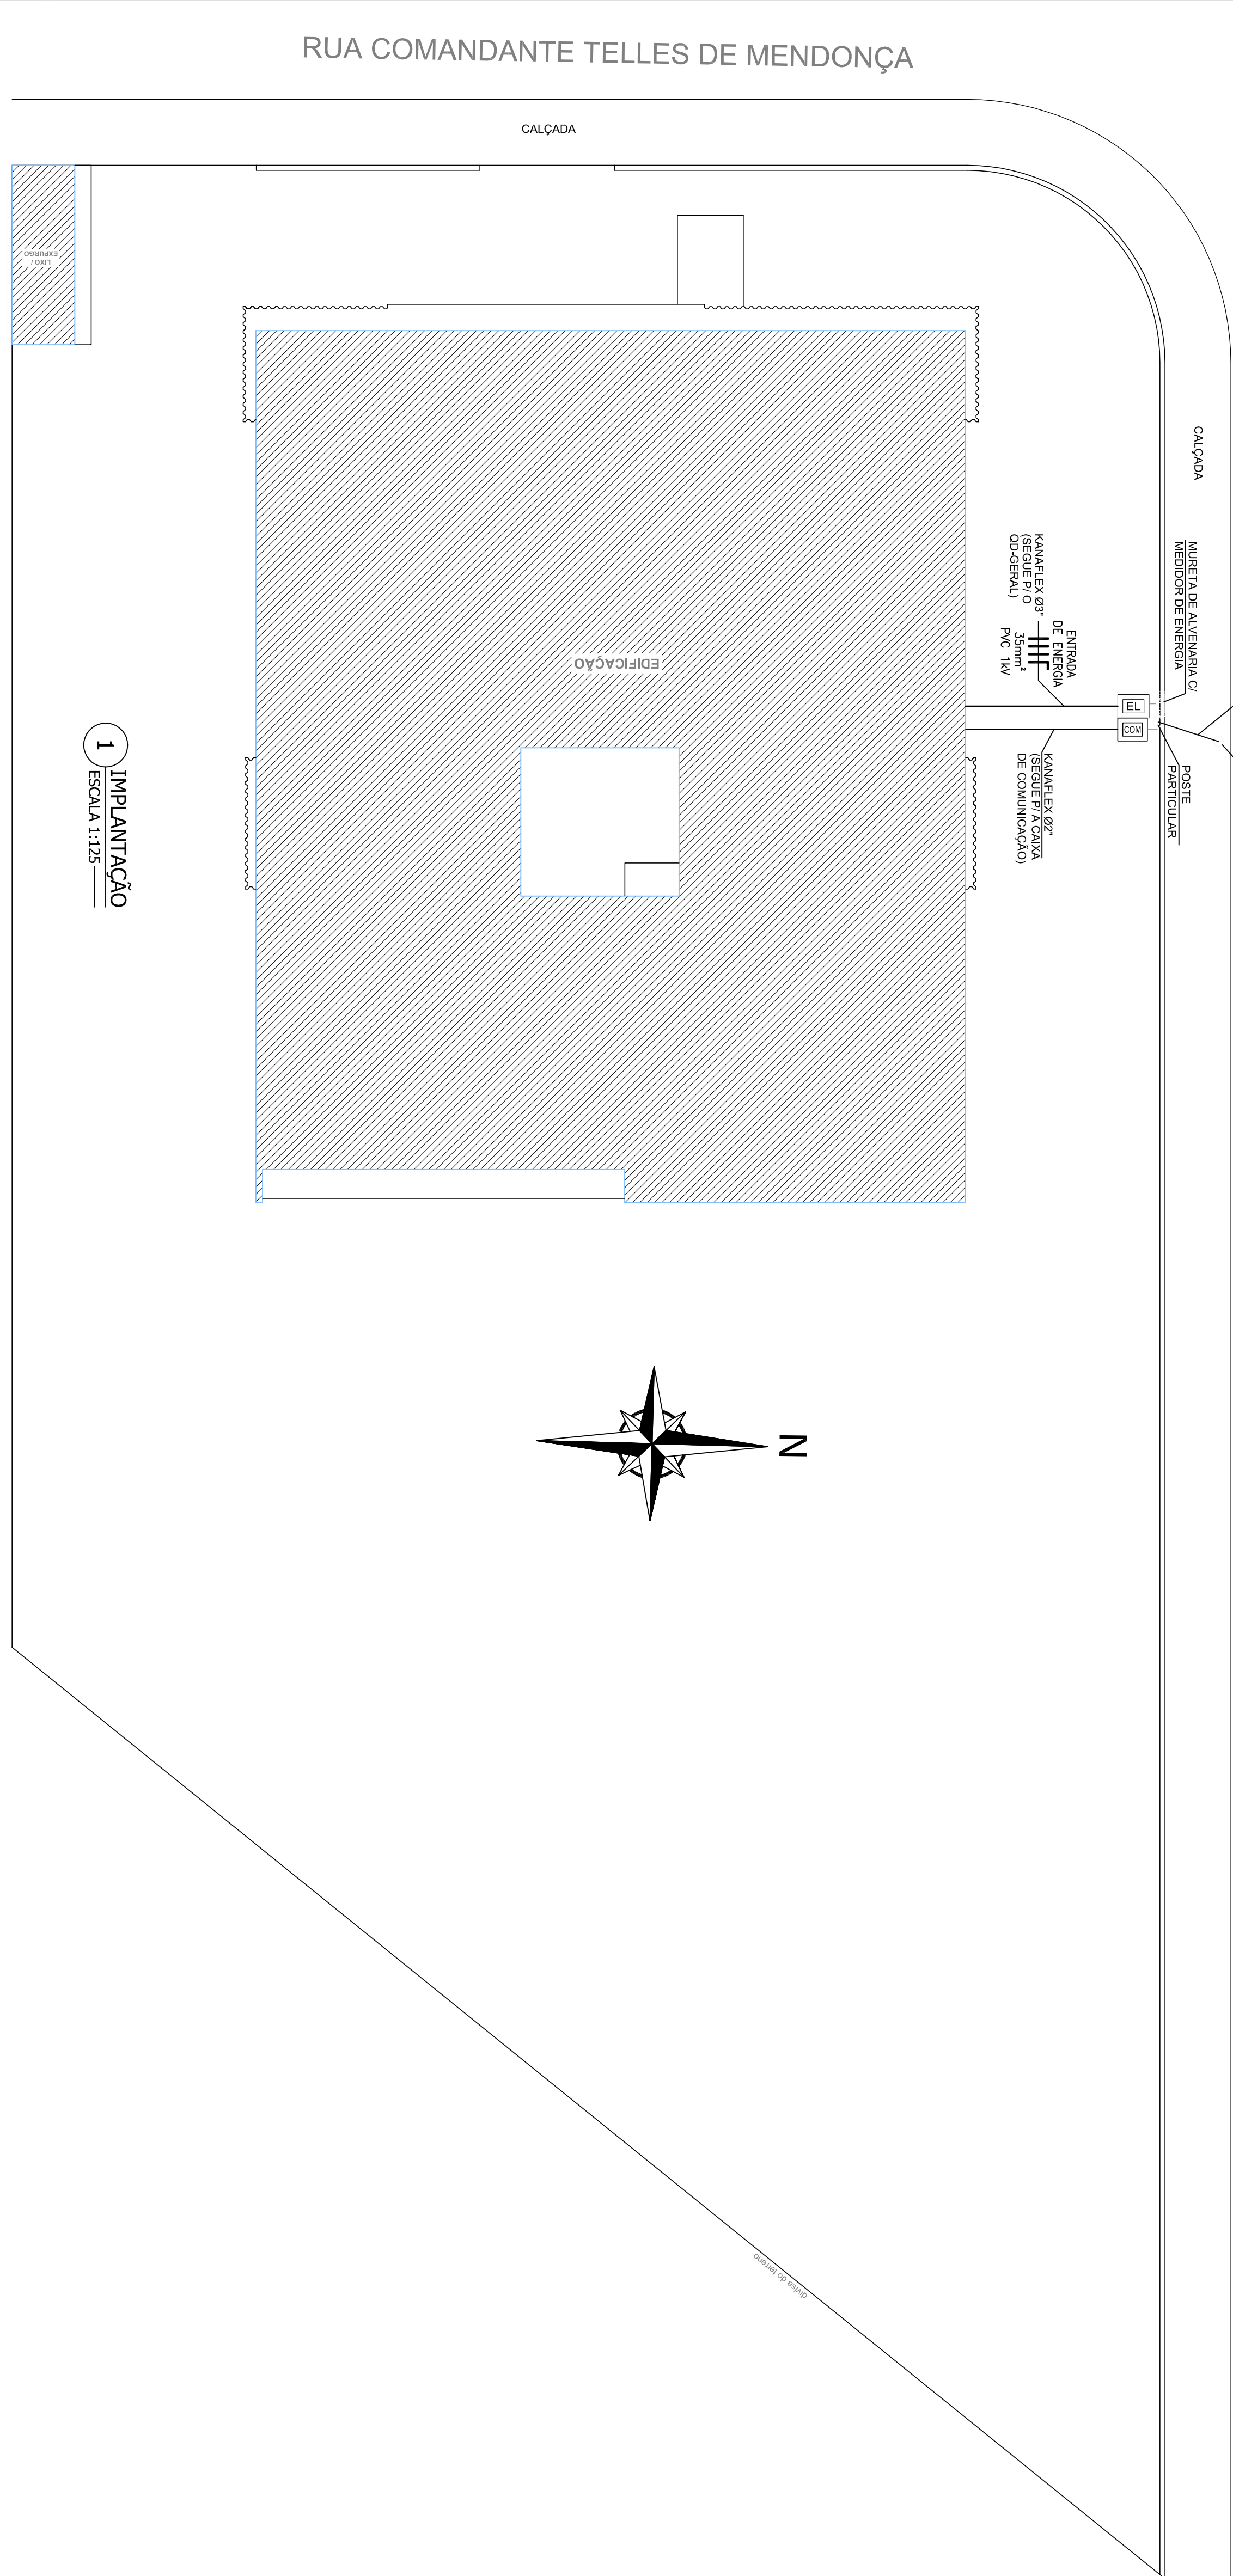 RUA COMANDANTE TELLES DE MENDONÇA
CALÇADA
LIXO /
EXPURGO
CALÇADA
MURETA DE ALVENARIA C/
MEDIDOR DE ENERGIA
KANAFLEX Ø3"
(SEGUE P/ O
QD-GERAL)
ENTRADA
DE ENERGIA
35mm²
PVC 1kV
EDIFICAÇÃO
EL
COM
KANAFLEX Ø2"
(SEGUE P/ A CAIXA
DE COMUNICAÇÃO)
POSTE
PARTICULAR
1
IMPLANTAÇÃO
ESCALA 1:125
N
divisa do terreno